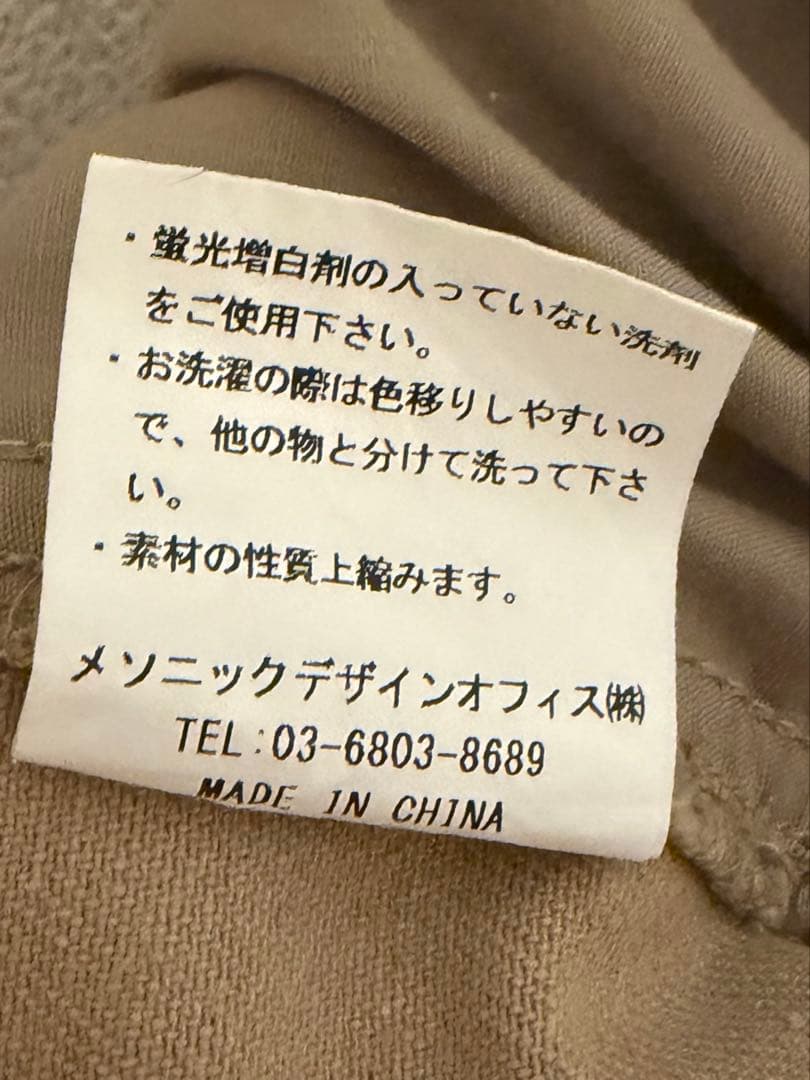 ・蛍光増白剤の入っていない洗剤
をご使用下さい。
・お洗濯の際は色移りしやすいの
で、他の物と分けて洗って下さ
い。
・素材の性質上縮みます。
メソニックデザインオフィス㈱
TEL:03-6803-8689
MADE IN CHINA